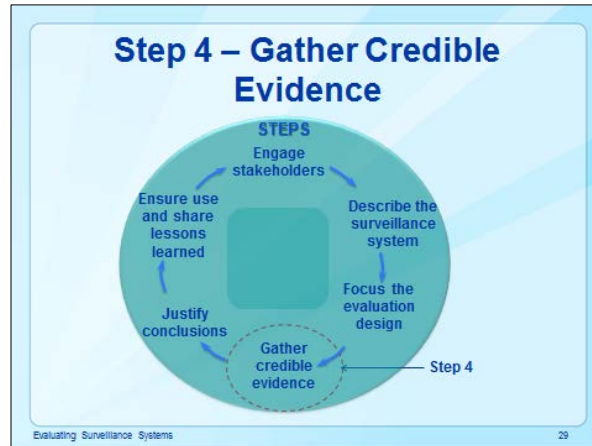 Step 4 – Gather Credible
Evidence
STEPS
Engage
stakeholders
Describe the
surveillance
system
Focus the
evaluation
design
Gather
credible
evidence
Step 4
Justify
conclusions
Ensure use
and share
lessons
learned
Evaluating Surveillance Systems
29